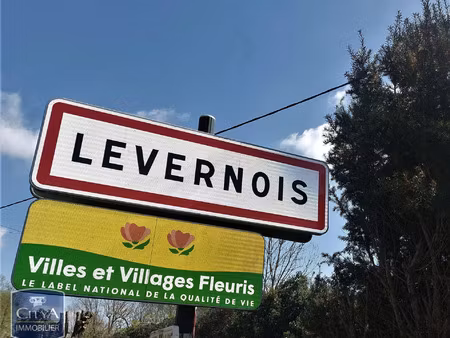 LEVERNOIS
Villes et Villages Fleuris
LE LABEL NATIONAL DE LA QUALITÉ DE VIE
CITYA
IMMOBILIER